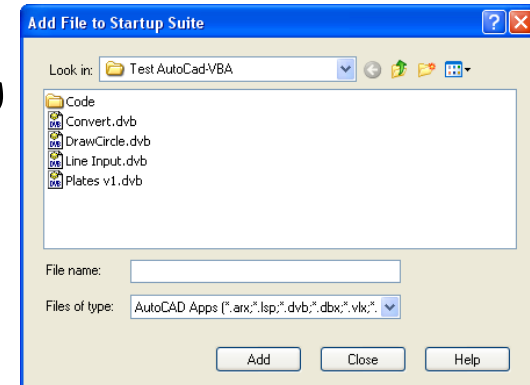 Add File to Startup Suite
Look in: Test AutoCad-VBA
Code
Convert.dvb
DrawCircle.dvb
Line Input.dvb
Plates v1.dvb
File name:
Files of type: AutoCAD Apps (*.arx;*.lsp;*.dvb;*.dbx;*.vlx;*.
Add Close Help